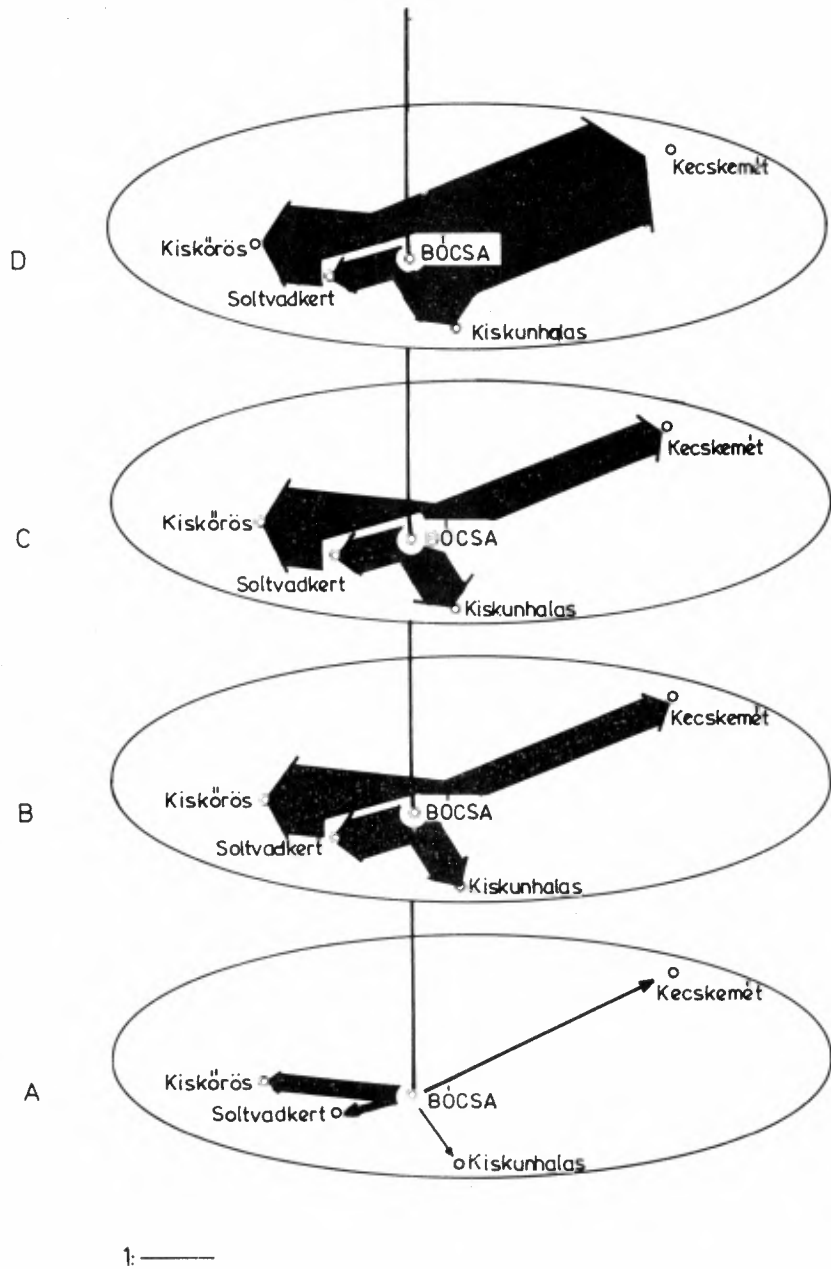 D
Kecskemét
Kiskőrös
BÓCSA
Soltvadkert
Kiskunhalas
C
Kecskemét
Kiskőrös
BÓCSA
Soltvadkert
Kiskunhalas
B
Kecskemét
Kiskőrös
BÓCSA
Soltvadkert
Kiskunhalas
A
Kecskemét
Kiskőrös
BÓCSA
Soltvadkert
Kiskunhalas
1: